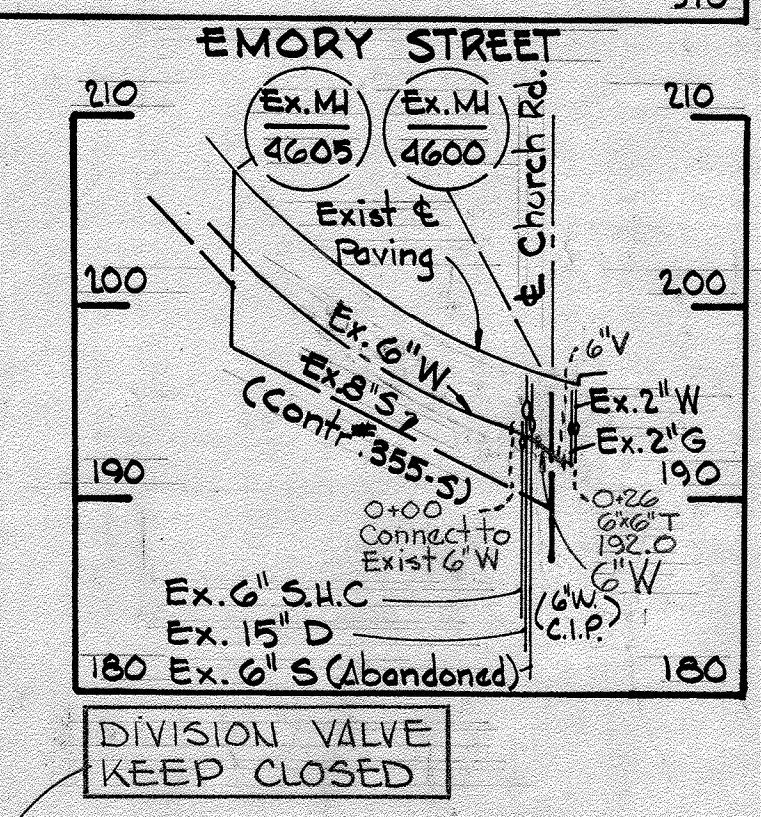 EMORY STREET
210
210
Ex.MH
4605
Ex.MH
4600
℄ Church Rd.
Exist ℄
Paving
200
200
Ex. 6" W
6"V
Ex. 8" S
(Contr # .355-S)
Ex. 2" W
Ex. 2" G
190
190
0+00
Connect to
Exist 6" W
0+26
6"x6" T
192.0
6" W
(6" W.
C.I.P.)
Ex. 6" S.H.C
Ex. 15" D
Ex. 6" S (Abandoned)
180
180
DIVISION VALVE
KEEP CLOSED